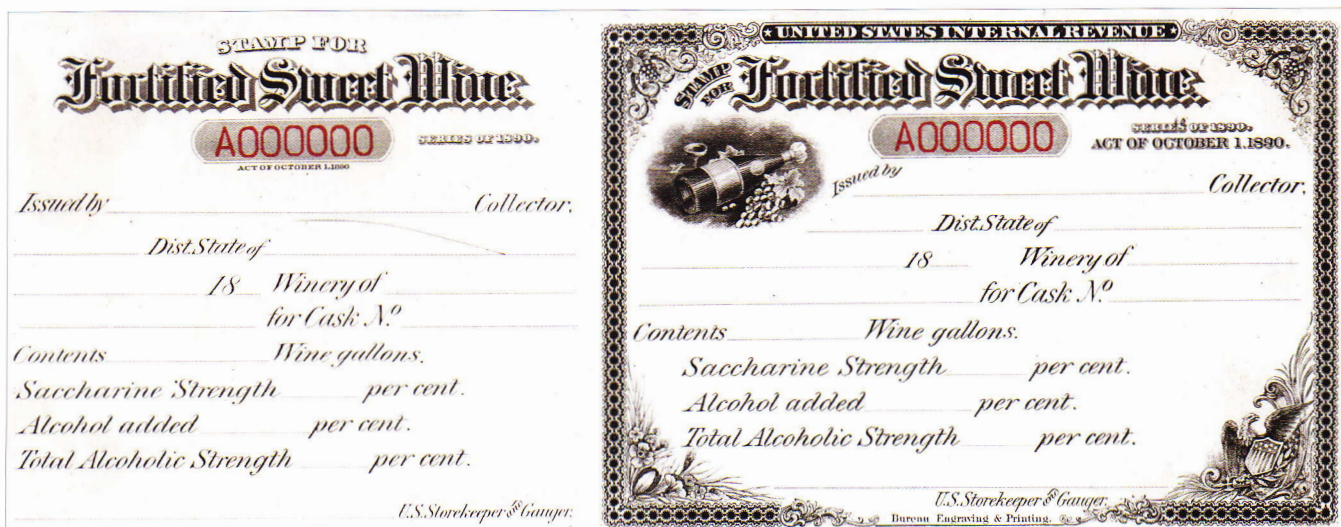 STAMP FOR
Fortified Sweet Wine.
A000000
SERIES OF 1890.
ACT OF OCTOBER 1.1890
Issued by Collector.
Dist. State of
18 Winery of
for Cask No.
Contents Wine gallons.
Saccharine Strength per cent.
Alcohol added per cent.
Total Alcoholic Strength per cent.
U.S. Storekeeper and Gauger.
★ UNITED STATES INTERNAL REVENUE ★
STAMP FOR Fortified Sweet Wine.
A000000
SERIES OF 1890.
ACT OF OCTOBER 1.1890.
Issued by Collector.
Dist. State of
18 Winery of
for Cask No.
Contents Wine gallons.
Saccharine Strength per cent.
Alcohol added per cent.
Total Alcoholic Strength per cent.
U.S. Storekeeper and Gauger.
Bureau Engraving & Printing.